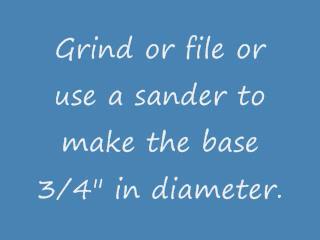 Grind or file or
use a sander to
make the base
3/4" in diameter.